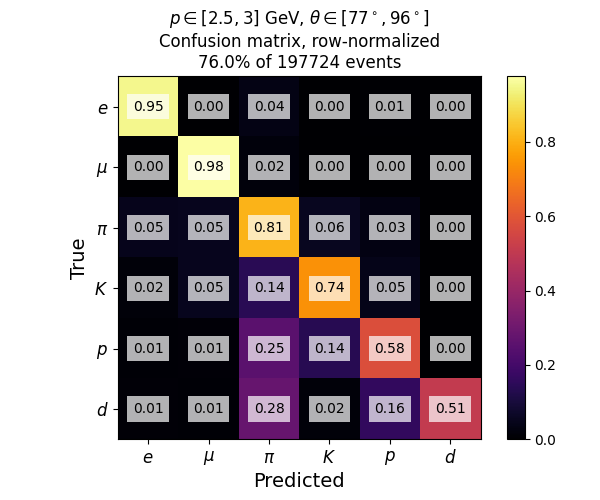 p ∈ [2.5, 3] GeV, θ ∈ [77°, 96°]
Confusion matrix, row-normalized
76.0% of 197724 events
e 0.95 0.00 0.04 0.00 0.01 0.00
μ 0.00 0.98 0.02 0.00 0.00 0.00
π 0.05 0.05 0.81 0.06 0.03 0.00
K 0.02 0.05 0.14 0.74 0.05 0.00
p 0.01 0.01 0.25 0.14 0.58 0.00
d 0.01 0.01 0.28 0.02 0.16 0.51
e μ π K p d
Predicted
True
0.8
0.6
0.4
0.2
0.0